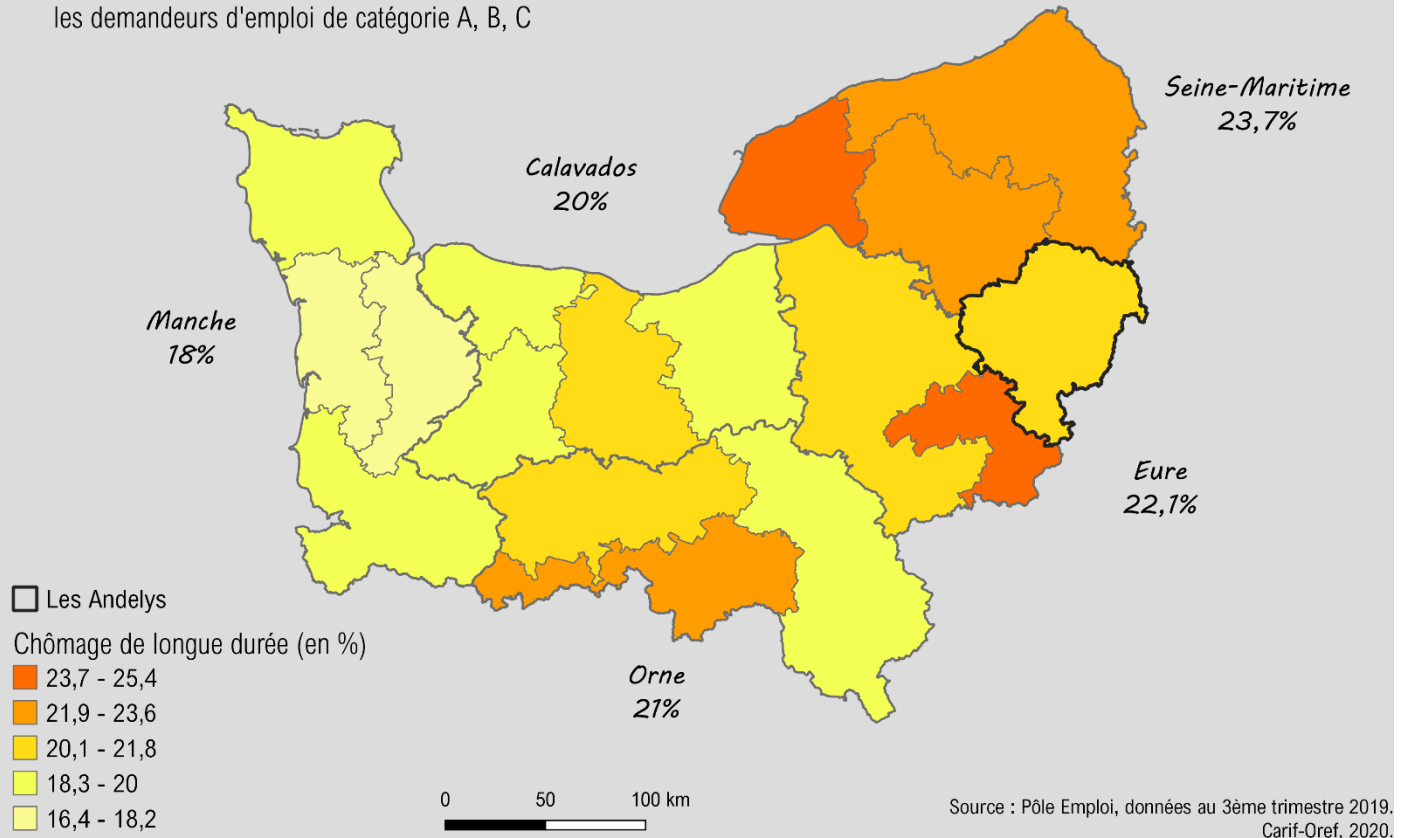 les demandeurs d'emploi de catégorie A, B, C
Seine-Maritime
23,7%
Calavados
20%
Manche
18%
Eure
22,1%
Orne
21%
Les Andelys
Chômage de longue durée (en %)
23,7 - 25,4
21,9 - 23,6
20,1 - 21,8
18,3 - 20
16,4 - 18,2
0 50 100 km
Source : Pôle Emploi, données au 3ème trimestre 2019.
Carif-Oref, 2020.